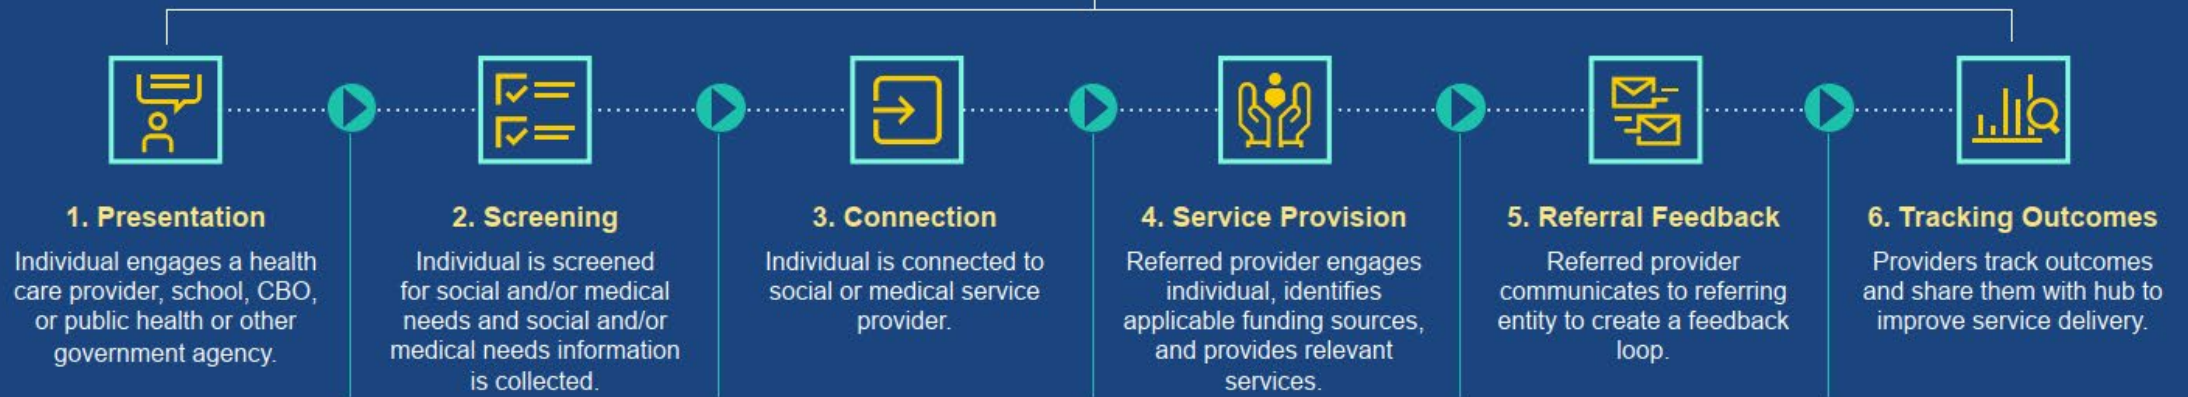 1. Presentation
Individual engages a health
care provider, school, CBO,
or public health or other
government agency.
2. Screening
Individual is screened
for social and/or medical
needs and social and/or
medical needs information
is collected.
3. Connection
Individual is connected to
social or medical service
provider.
4. Service Provision
Referred provider engages
individual, identifies
applicable funding sources,
and provides relevant
services.
5. Referral Feedback
Referred provider
communicates to referring
entity to create a feedback
loop.
6. Tracking Outcomes
Providers track outcomes
and share them with hub to
improve service delivery.